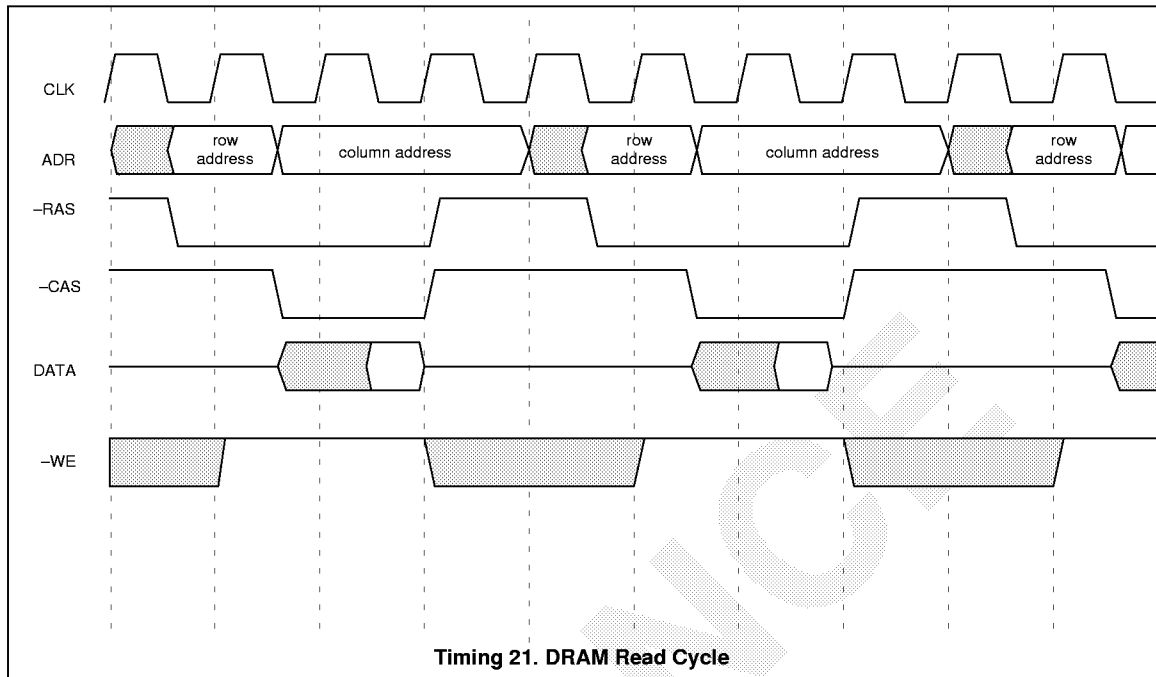 CLK
ADR
row
address
column address
row
address
column address
row
address
–RAS
–CAS
DATA
–WE
NCE
Timing 21. DRAM Read Cycle